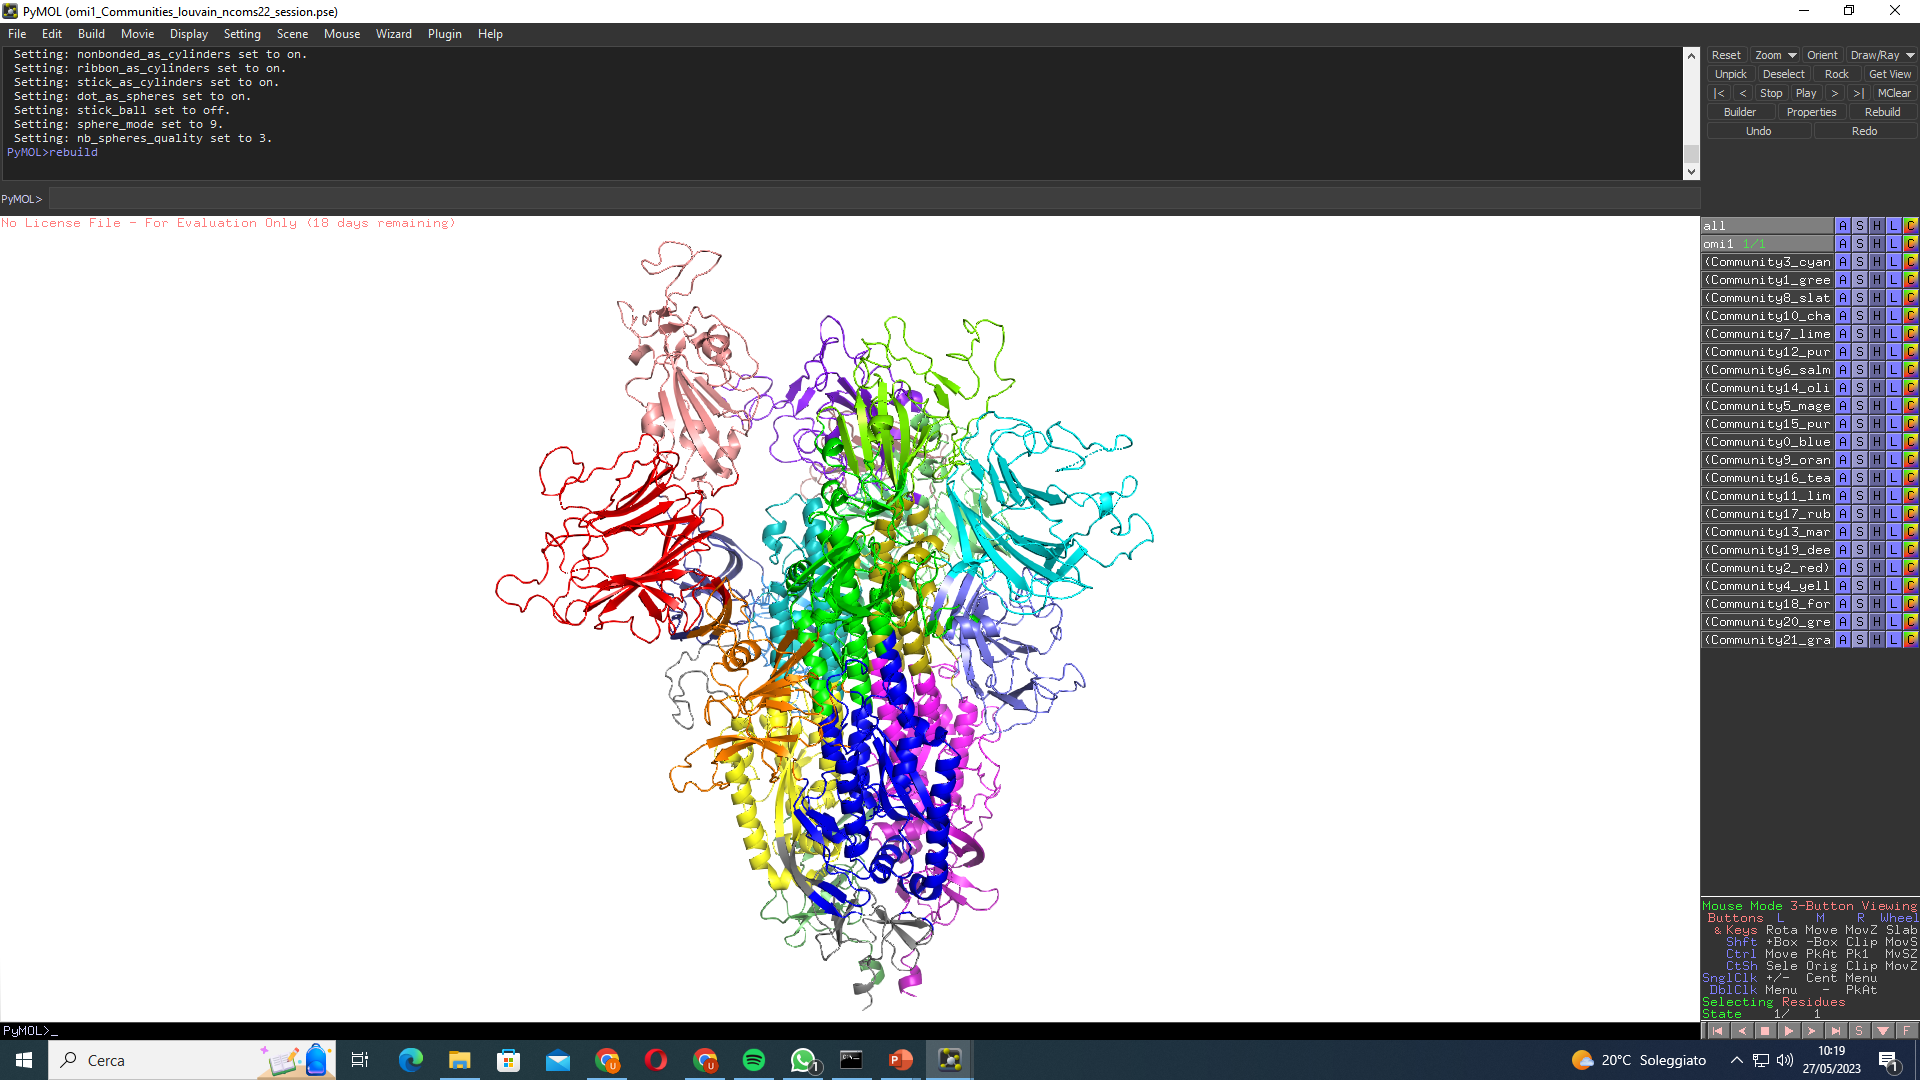 PyMOL (omi1_Communities_louvain_ncoms22_session.pse)
File Edit Build Movie Display Setting Scene Mouse Wizard Plugin Help
Setting: nonbonded_as_cylinders set to on.
Setting: ribbon_as_cylinders set to on.
Setting: stick_as_cylinders set to on.
Setting: dot_as_spheres set to on.
Setting: stick_ball set to off.
Setting: sphere_mode set to 9.
Setting: nb_spheres_quality set to 3.
PyMOL>rebuild
PyMOL>
Reset Zoom Orient Draw/Ray
Unpick Deselect Rock Get View
|< < Stop Play > >| MClear
Builder Properties Rebuild
Undo Redo
No License File - For Evaluation Only (18 days remaining)
all A S H L C
omi1 1/1 A S H L C
(Community3_cyan A S H L C
(Community1_gree A S H L C
(Community8_slat A S H L C
(Community10_cha A S H L C
(Community7_lime A S H L C
(Community12_pur A S H L C
(Community6_salm A S H L C
(Community14_oli A S H L C
(Community5_mage A S H L C
(Community15_pur A S H L C
(Community0_blue A S H L C
(Community9_oran A S H L C
(Community16_tea A S H L C
(Community11_lim A S H L C
(Community17_rub A S H L C
(Community13_mar A S H L C
(Community19_dee A S H L C
(Community2_red) A S H L C
(Community4_yell A S H L C
(Community18_for A S H L C
(Community20_gre A S H L C
(Community21_gra A S H L C
Mouse Mode 3-Button Viewing
Buttons L M R Wheel
& Keys Rota Move MovZ Slab
Shft +Box -Box Clip MovS
Ctrl Move PkAt Pk1 MvSZ
CtSh Sele Orig Clip MovZ
SnglClk +/- Cent Menu
DblClk Menu - PkAt
Selecting Residues
State 1/ 1
S F
PyMOL>_
Cerca
1
20°C Soleggiato
10:19
27/05/2023
1